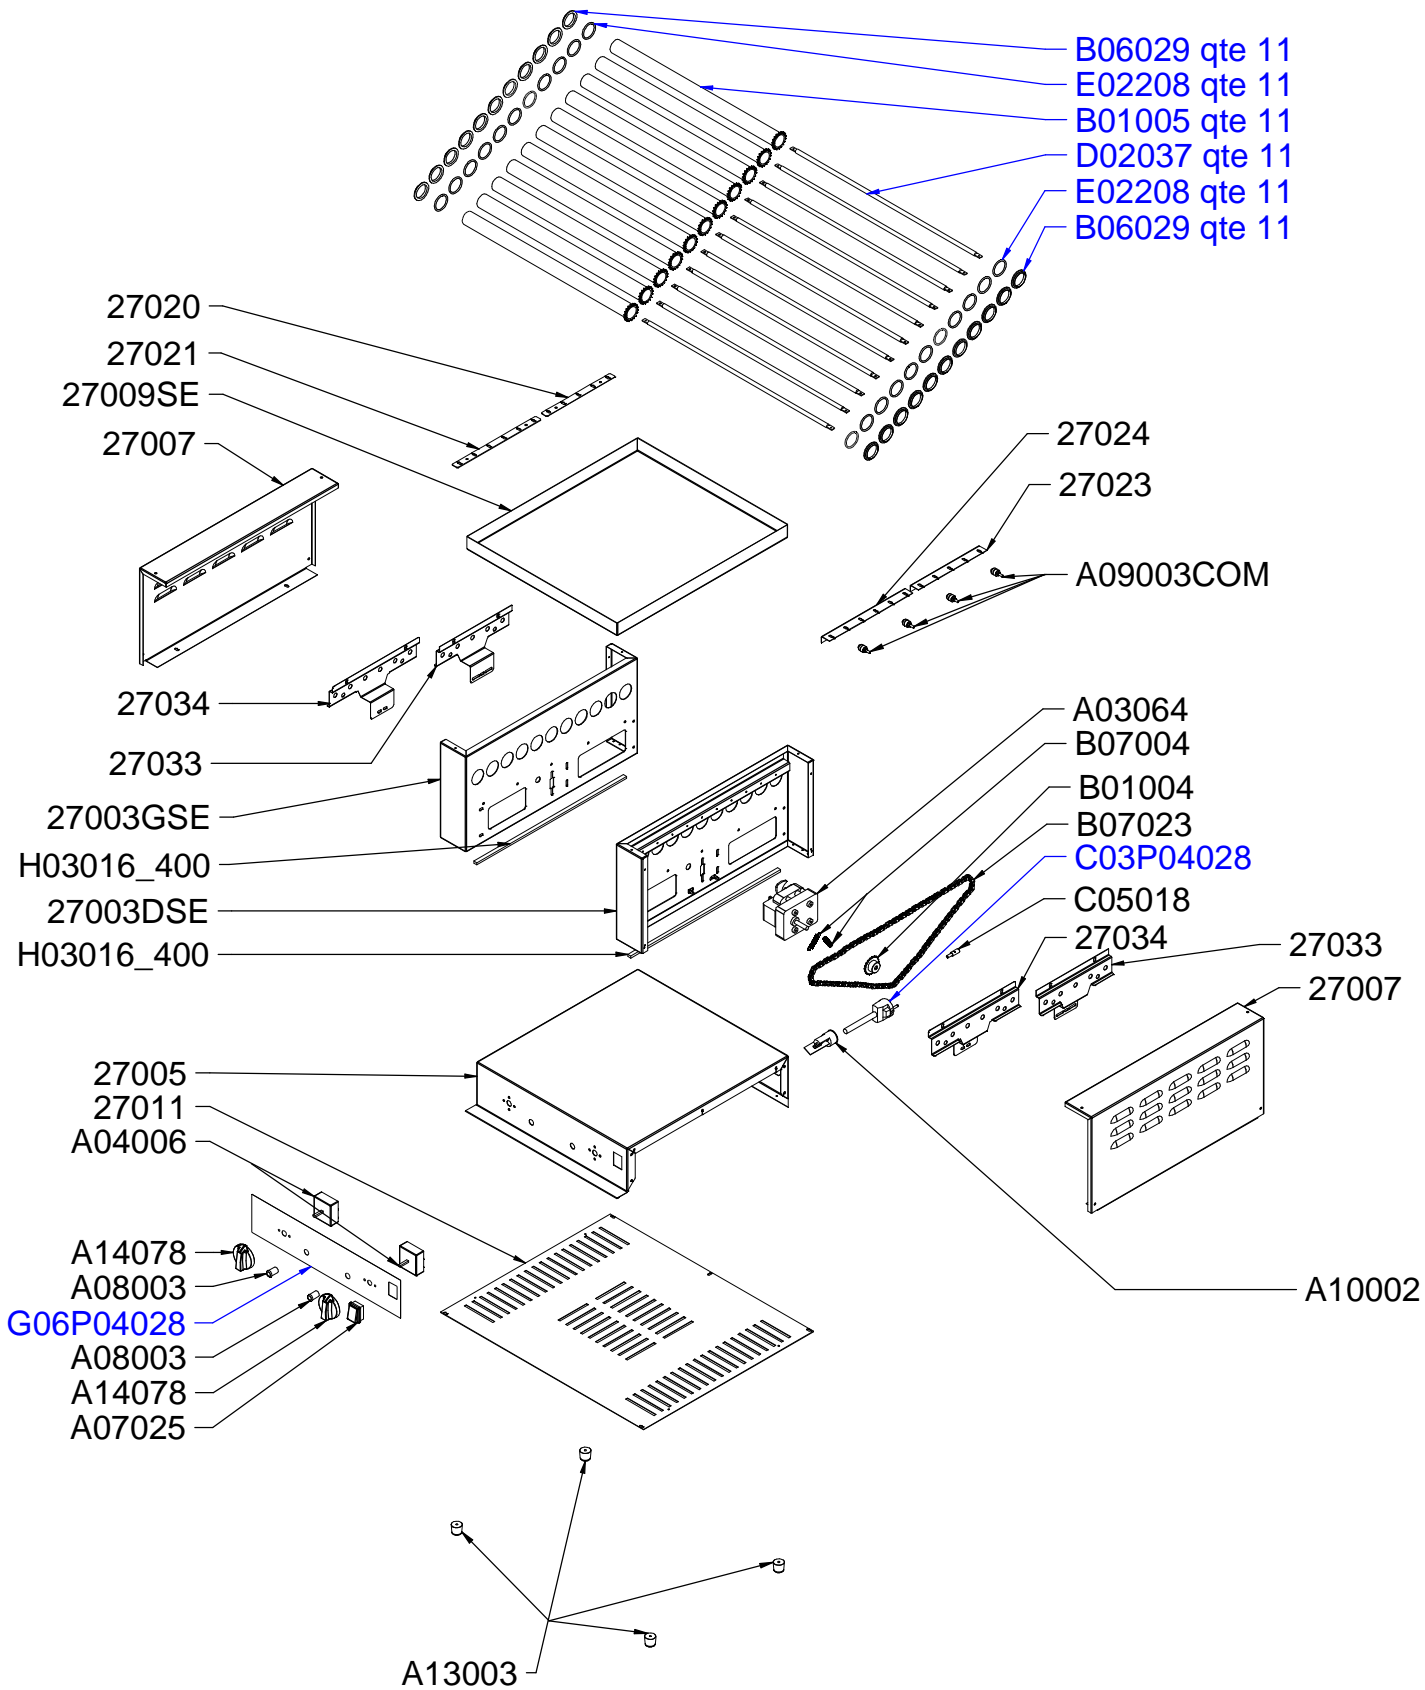 B06029 qte 11
E02208 qte 11
B01005 qte 11
D02037 qte 11
E02208 qte 11
B06029 qte 11
27020
27021
27009SE
27007
27024
27023
A09003COM
27034
27033
27003GSE
H03016_400
27003DSE
H03016_400
A03064
B07004
B01004
B07023
C03P04028
C05018
27034
27033
27007
27005
27011
A04006
A14078
A08003
G06P04028
A08003
A14078
A07025
A10002
A13003